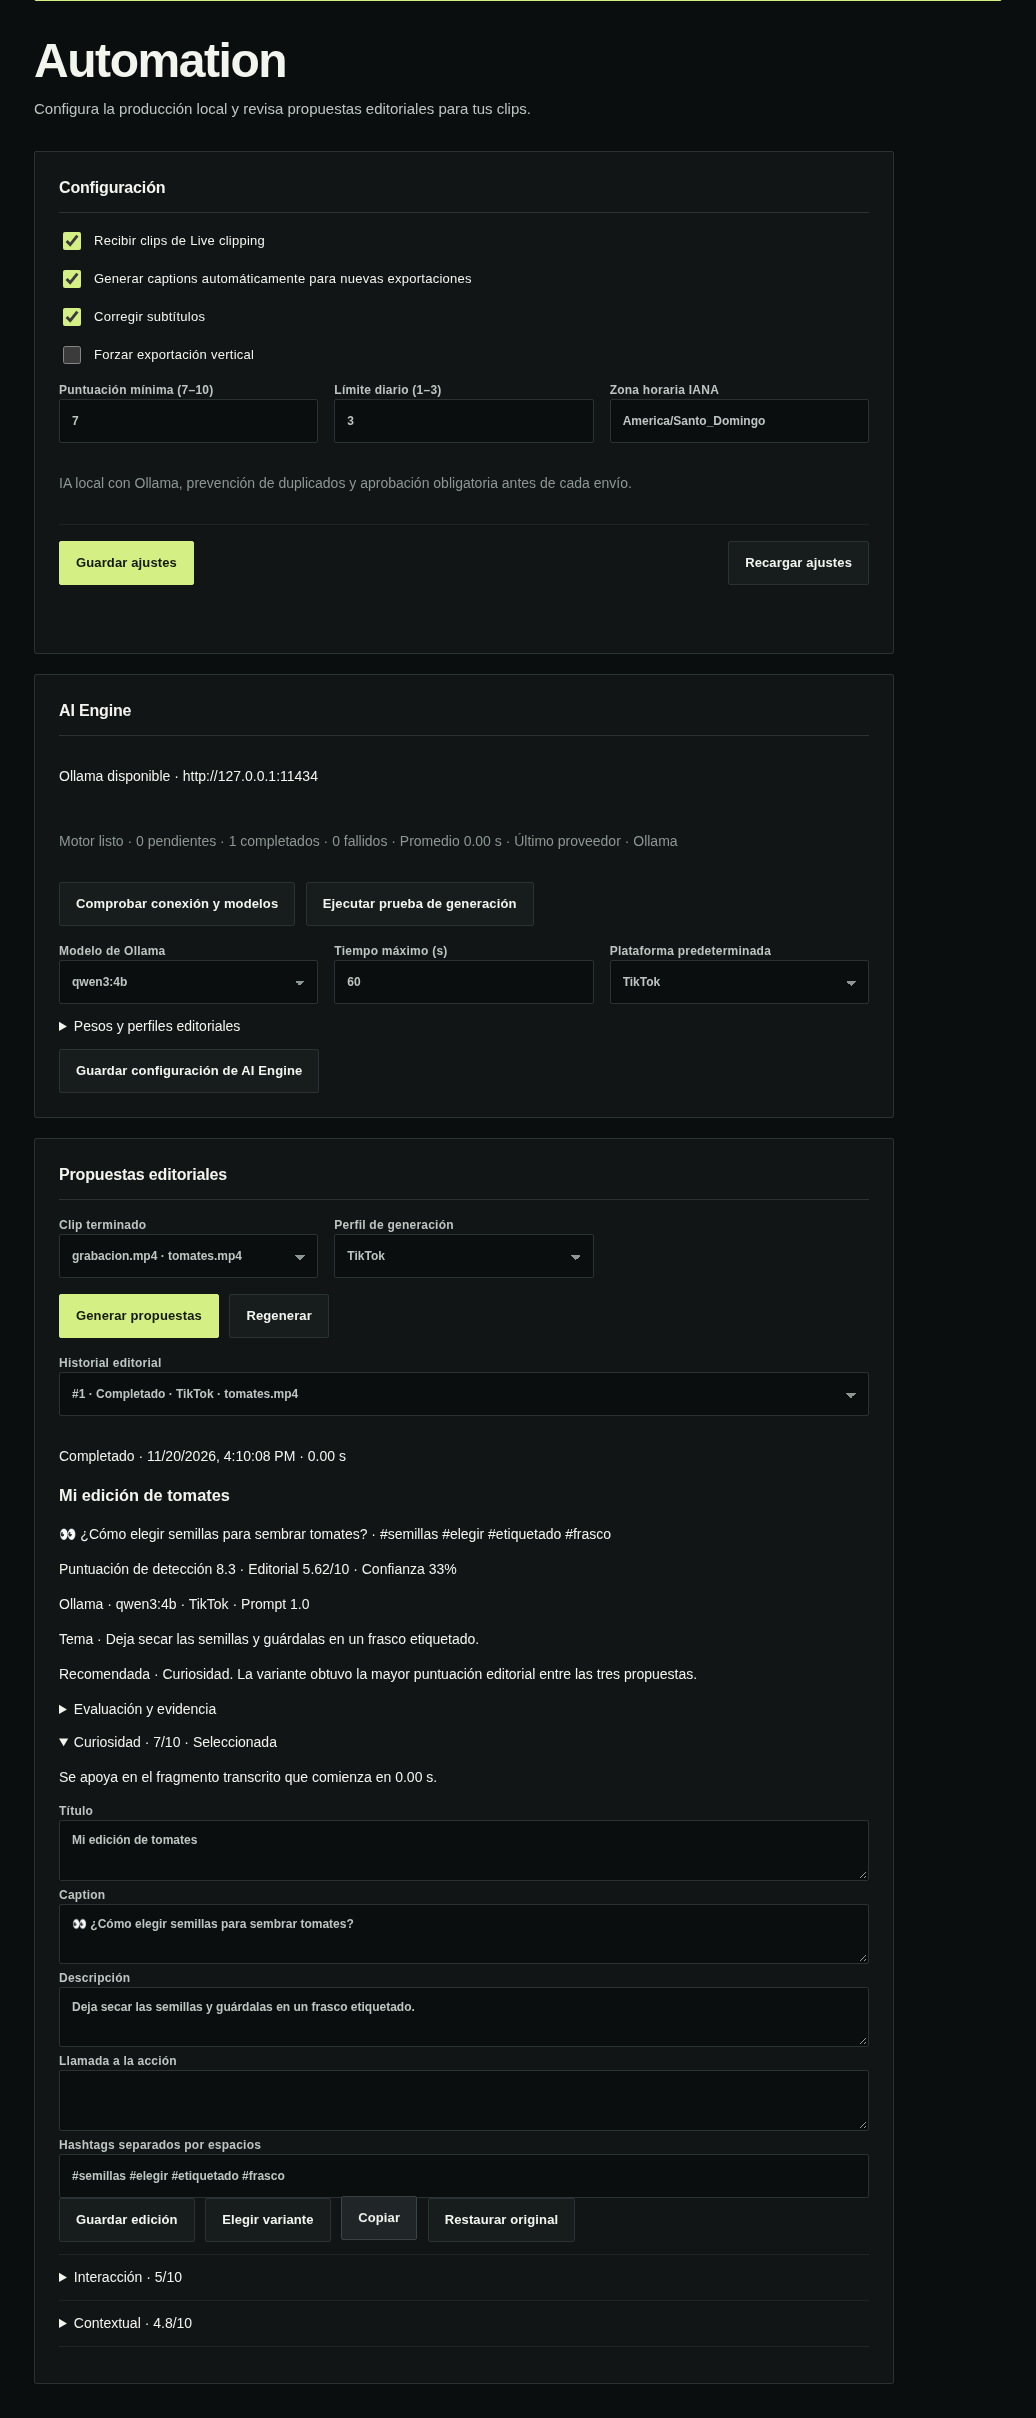 Automation
Configura la producción local y revisa propuestas editoriales para tus clips.
Configuración
Recibir clips de Live clipping
Generar captions automáticamente para nuevas exportaciones
Corregir subtítulos
Forzar exportación vertical
Puntuación mínima (7–10) Límite diario (1–3) Zona horaria IANA
7 3 America/Santo_Domingo
IA local con Ollama, prevención de duplicados y aprobación obligatoria antes de cada envío.
Guardar ajustes Recargar ajustes
AI Engine
Ollama disponible · http://127.0.0.1:11434
Motor listo · 0 pendientes · 1 completados · 0 fallidos · Promedio 0.00 s · Último proveedor · Ollama
Comprobar conexión y modelos Ejecutar prueba de generación
Modelo de Ollama Tiempo máximo (s) Plataforma predeterminada
qwen3:4b 60 TikTok
Pesos y perfiles editoriales
Guardar configuración de AI Engine
Propuestas editoriales
Clip terminado Perfil de generación
grabacion.mp4 · tomates.mp4 TikTok
Generar propuestas Regenerar
Historial editorial
#1 · Completado · TikTok · tomates.mp4
Completado · 11/20/2026, 4:10:08 PM · 0.00 s
Mi edición de tomates
👀 ¿Cómo elegir semillas para sembrar tomates? · #semillas #elegir #etiquetado #frasco
Puntuación de detección 8.3 · Editorial 5.62/10 · Confianza 33%
Ollama · qwen3:4b · TikTok · Prompt 1.0
Tema · Deja secar las semillas y guárdalas en un frasco etiquetado.
Recomendada · Curiosidad. La variante obtuvo la mayor puntuación editorial entre las tres propuestas.
Evaluación y evidencia
Curiosidad · 7/10 · Seleccionada
Se apoya en el fragmento transcrito que comienza en 0.00 s.
Título
Mi edición de tomates
Caption
👀 ¿Cómo elegir semillas para sembrar tomates?
Descripción
Deja secar las semillas y guárdalas en un frasco etiquetado.
Llamada a la acción
Hashtags separados por espacios
#semillas #elegir #etiquetado #frasco
Guardar edición Elegir variante Copiar Restaurar original
Interacción · 5/10
Contextual · 4.8/10